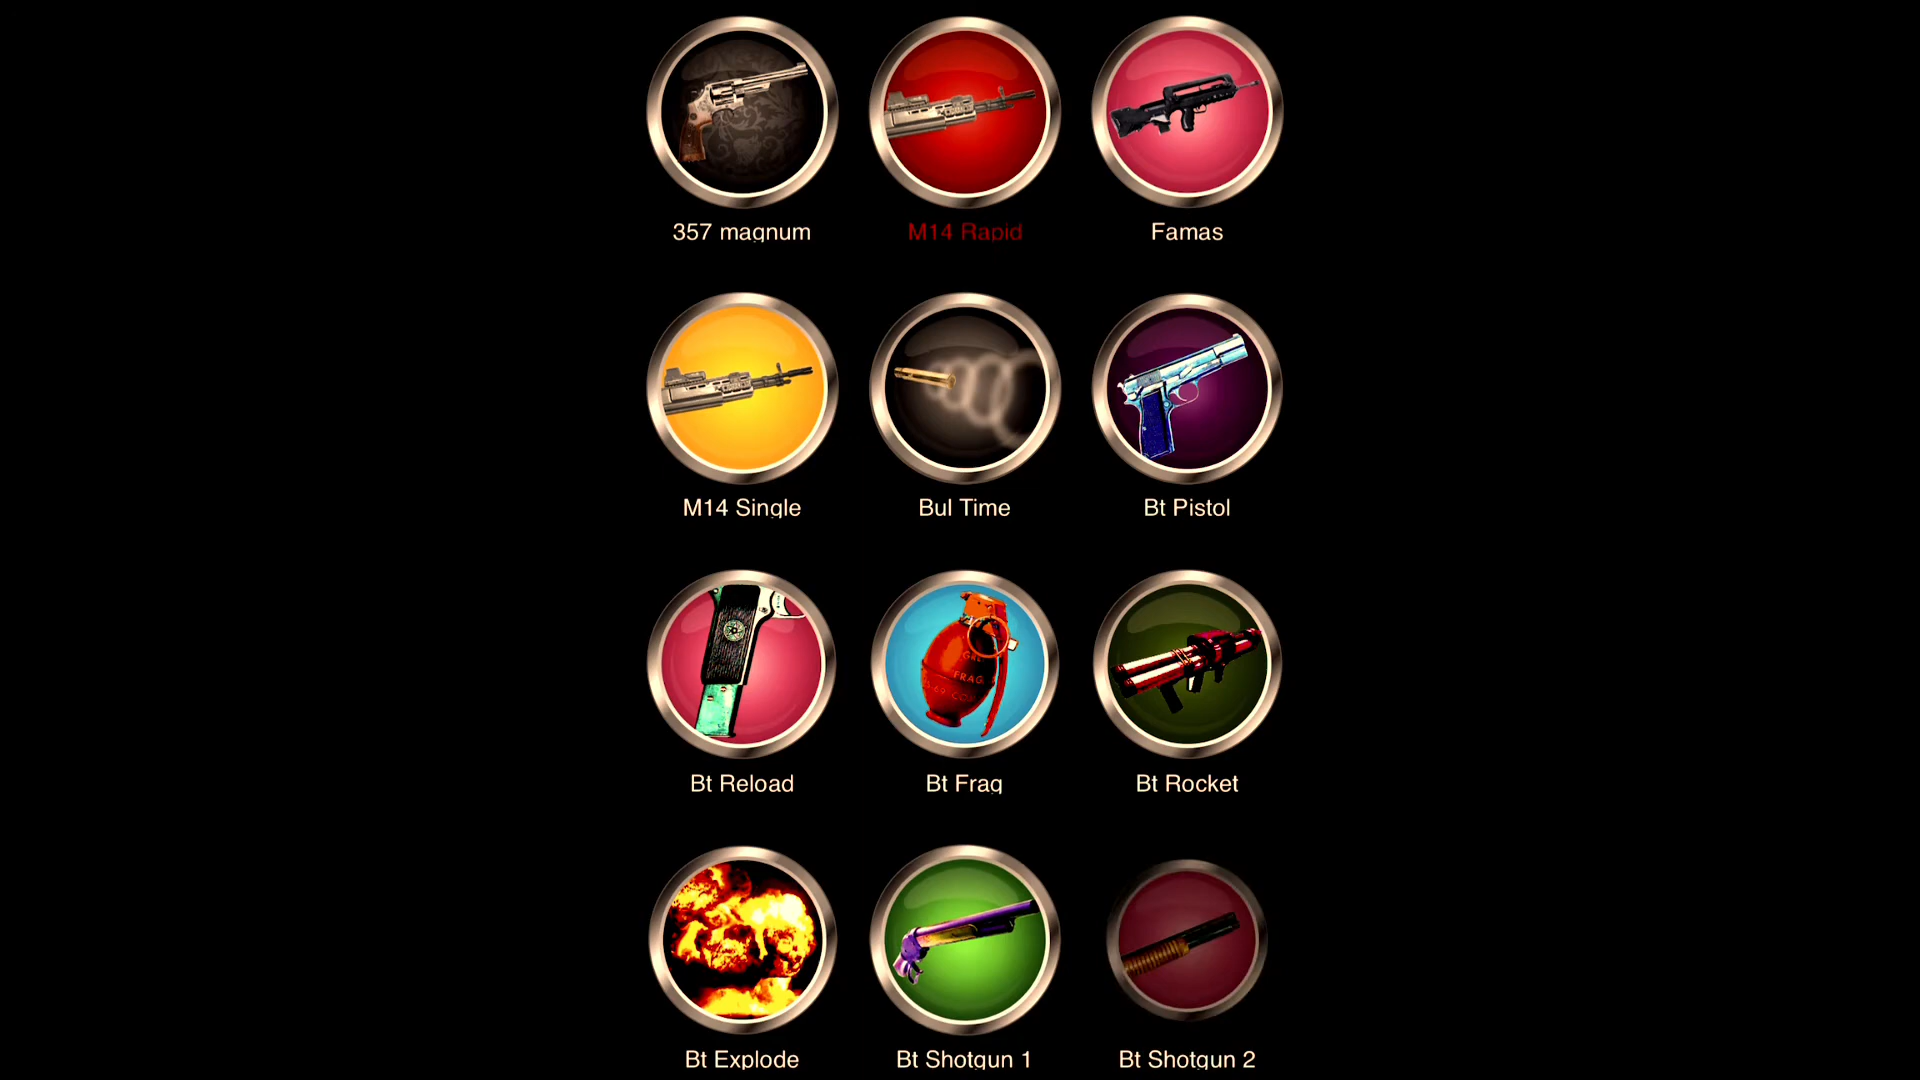 357 magnum
M14 Rapid
Famas
M14 Single
Bul Time
Bt Pistol
Bt Reload
Bt Frag
Bt Rocket
Bt Explode
Bt Shotgun 1
Bt Shotgun 2
FRAG